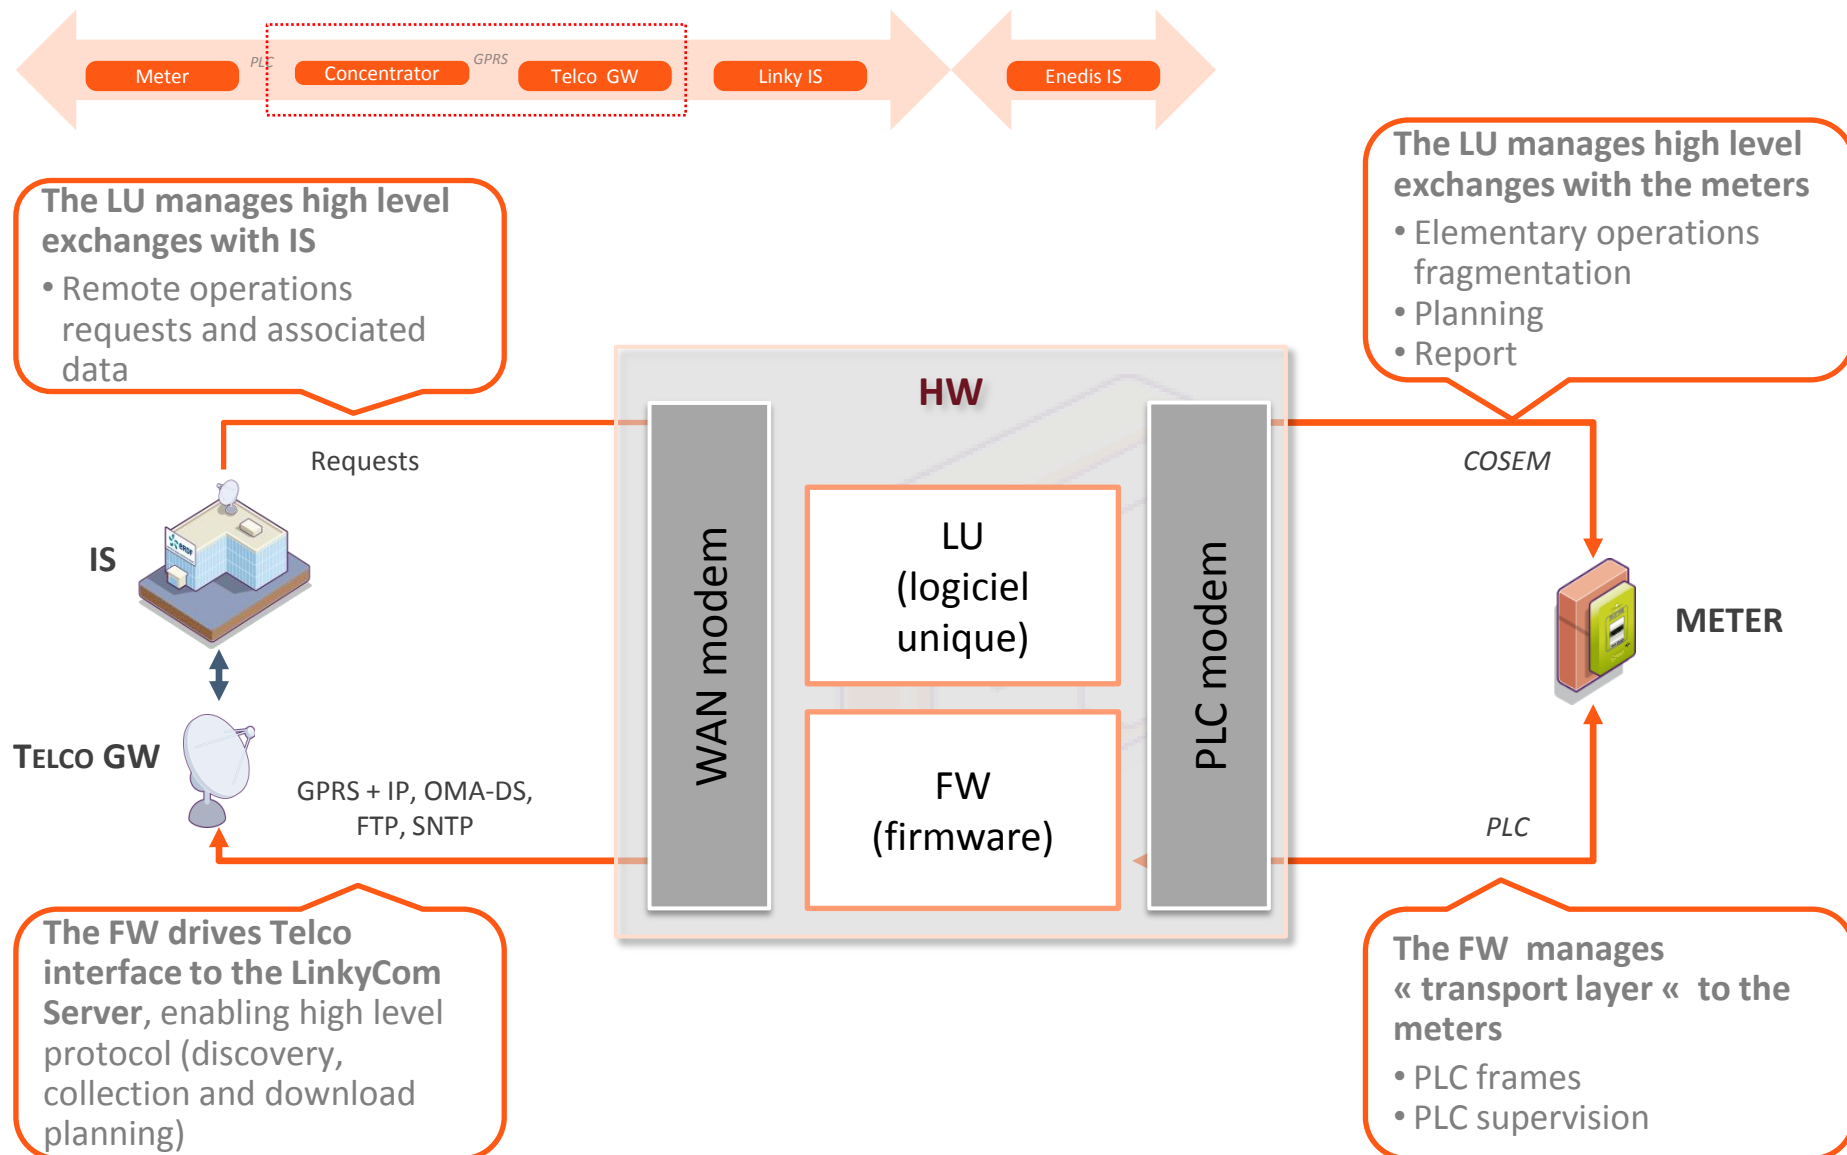 Meter
PLC
Concentrator
GPRS
Telco GW
Linky IS
Enedis IS
The LU manages high level
exchanges with IS
• Remote operations
requests and associated
data
The LU manages high level
exchanges with the meters
• Elementary operations
fragmentation
• Planning
• Report
HW
Requests
COSEM
IS
eRDF
WAN modem
LU
(logiciel
unique)
PLC modem
METER
TELCO GW
GPRS + IP, OMA-DS,
FTP, SNTP
FW
(firmware)
PLC
The FW drives Telco
interface to the LinkyCom
Server, enabling high level
protocol (discovery,
collection and download
planning)
The FW manages
« transport layer « to the
meters
• PLC frames
• PLC supervision